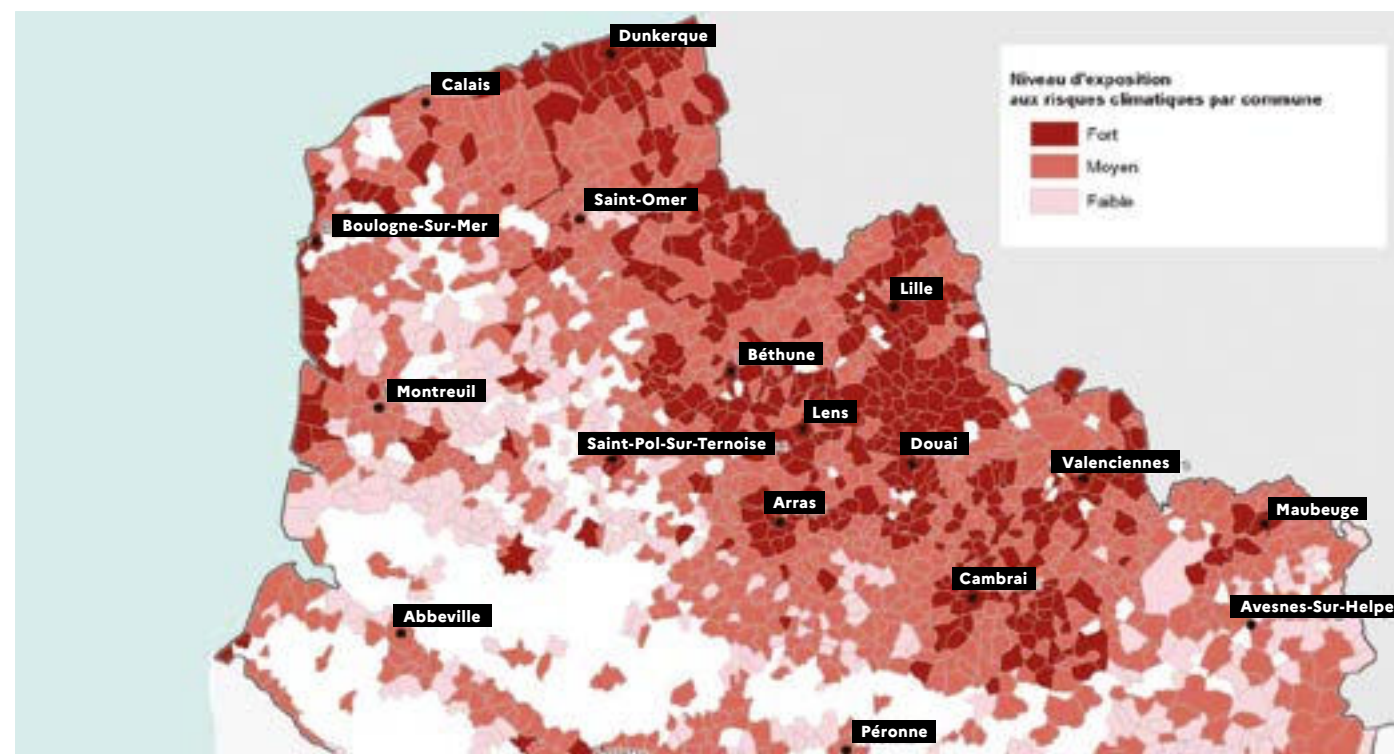 Dunkerque
Calais
Niveau d'exposition
aux risques climatiques par commune
Fort
Moyen
Faible
Saint-Omer
Boulogne-Sur-Mer
Lille
Béthune
Montreuil
Lens
Saint-Pol-Sur-Ternoise
Douai
Valenciennes
Arras
Maubeuge
Cambrai
Avesnes-Sur-Helpe
Abbeville
Péronne